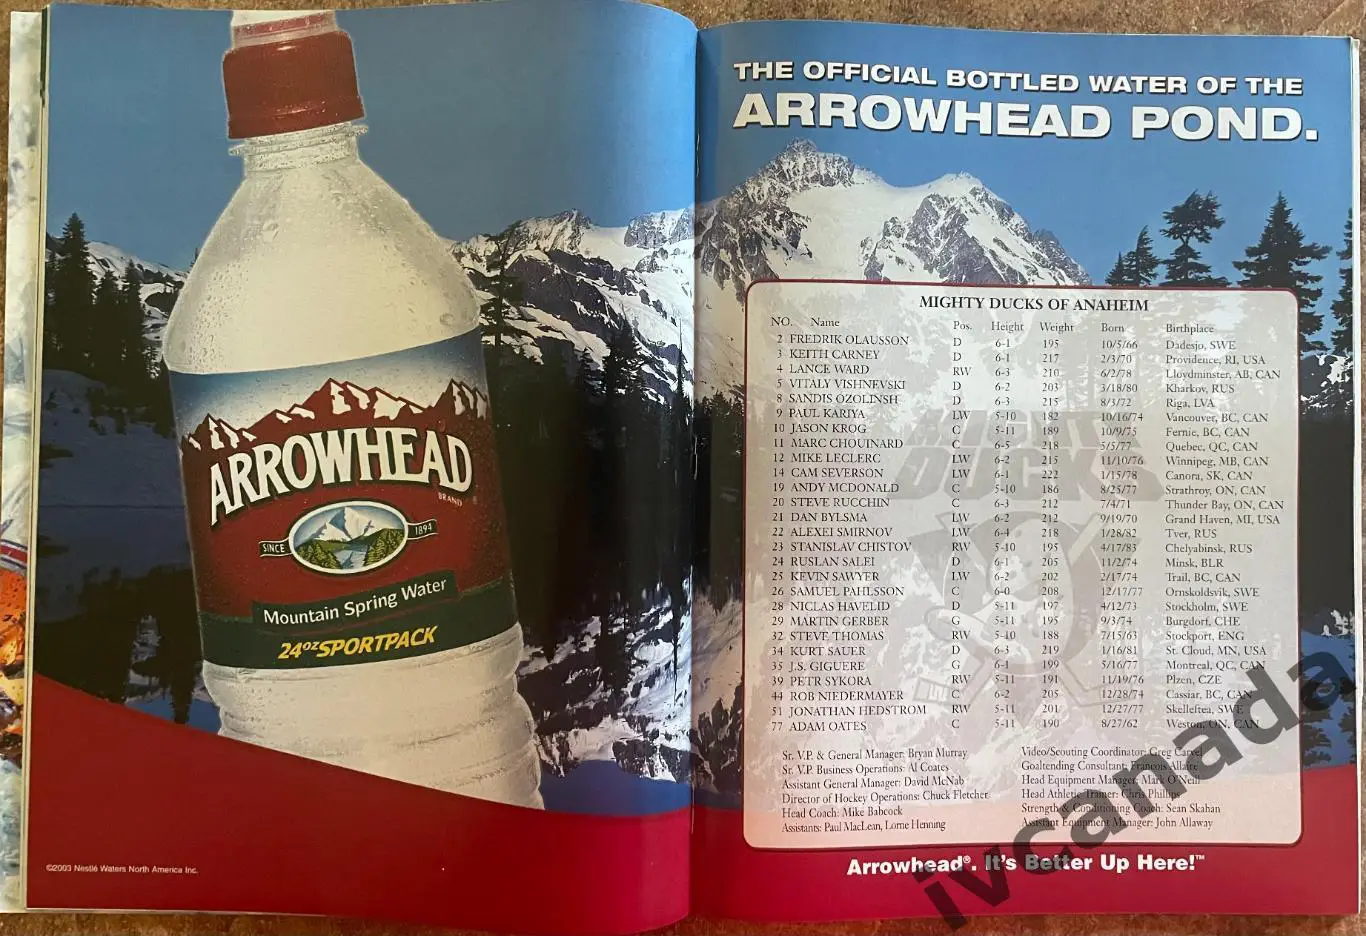 ARROWHEAD
BRAND
SINCE 1894
Mountain Spring Water
24OZ SPORTPACK
©2003 Nestlé Waters North America Inc.
THE OFFICIAL BOTTLED WATER OF THE
ARROWHEAD POND.
MIGHTY DUCKS OF ANAHEIM
NO. Name Pos. Height Weight Born Birthplace
2 FREDRIK OLAUSSON D 6-1 195 10/5/66 Dadesjo, SWE
3 KEITH CARNEY D 6-1 217 2/3/70 Providence, RI, USA
4 LANCE WARD RW 6-3 210 6/2/78 Lloydminster, AB, CAN
5 VITALY VISHNEVSKI D 6-2 203 3/18/80 Kharkov, RUS
8 SANDIS OZOLINSH D 6-3 215 8/3/72 Riga, LVA
9 PAUL KARIYA LW 5-10 182 10/16/74 Vancouver, BC, CAN
10 JASON KROG C 5-11 189 10/9/75 Fernie, BC, CAN
11 MARC CHOUINARD C 6-5 218 5/5/77 Quebec, QC, CAN
12 MIKE LECLERC LW 6-2 215 11/10/76 Winnipeg, MB, CAN
14 CAM SEVERSON LW 6-1 222 1/15/78 Canora, SK, CAN
19 ANDY MCDONALD C 5-10 186 8/25/77 Strathroy, ON, CAN
20 STEVE RUCCHIN C 6-3 212 7/4/71 Thunder Bay, ON, CAN
21 DAN BYLSMA LW 6-2 212 9/19/70 Grand Haven, MI, USA
22 ALEXEI SMIRNOV LW 6-4 218 1/28/82 Tver, RUS
23 STANISLAV CHISTOV RW 5-10 195 4/17/83 Chelyabinsk, RUS
24 RUSLAN SALEI D 6-1 205 11/2/74 Minsk, BLR
25 KEVIN SAWYER LW 6-2 202 2/17/74 Trail, BC, CAN
26 SAMUEL PAHLSSON C 6-0 208 12/17/77 Ornskoldsvik, SWE
28 NICLAS HAVELID D 5-11 197 4/12/73 Stockholm, SWE
29 MARTIN GERBER G 5-11 195 9/3/74 Burgdorf, CHE
32 STEVE THOMAS RW 5-10 188 7/15/63 Stockport, ENG
34 KURT SAUER D 6-3 219 1/16/81 St. Cloud, MN, USA
35 J.S. GIGUERE G 6-1 199 5/16/77 Montreal, QC, CAN
39 PETR SYKORA RW 5-11 191 11/19/76 Plzen, CZE
44 ROB NIEDERMAYER C 6-2 205 12/28/74 Cassiar, BC, CAN
51 JONATHAN HEDSTROM RW 5-11 201 12/27/77 Skelleftea, SWE
77 ADAM OATES C 5-11 190 8/27/62 Weston, ON, CAN
Sr. V.P. & General Manager: Bryan Murray
Sr. V.P. Business Operations: Al Coates
Assistant General Manager: David McNab
Director of Hockey Operations: Chuck Fletcher
Head Coach: Mike Babcock
Assistants: Paul MacLean, Lorne Henning
Video/Scouting Coordinator: Greg Carvel
Goaltending Consultant: Francois Allaire
Head Equipment Manager: Mark O'Neill
Head Athletic Trainer: Chris Phillips
Strength & Conditioning Coach: Sean Skahan
Assistant Equipment Manager: John Allaway
MIGHTY
DUCKS
Arrowhead®. It's Better Up Here!™
ivcanada